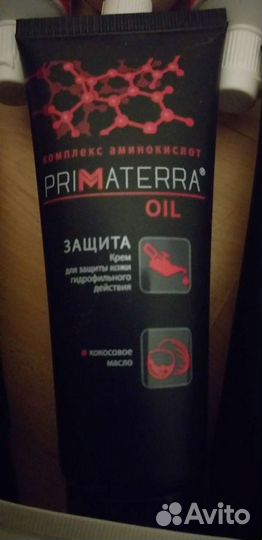 КОМПЛЕКС АМИНОКИСЛОТ
PRIMATERRA®
OIL
ЗАЩИТА
Крем
для защиты кожи
гидрофильного
действия
кокосовое
масло
Avito